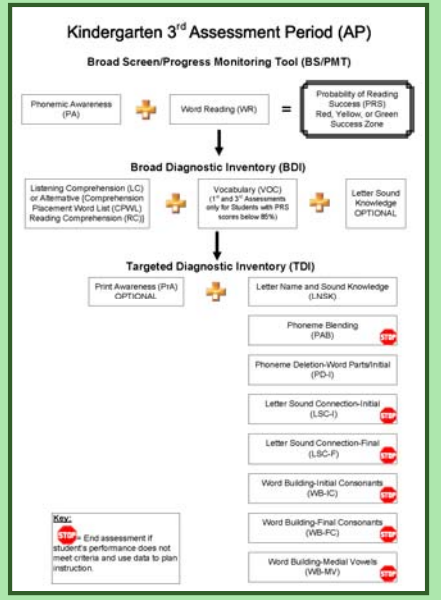 Kindergarten 3rd Assessment Period (AP)
Broad Screen/Progress Monitoring Tool (BS/PMT)
Phonemic Awareness
(PA)
Word Reading (WR)
=
Probability of Reading
Success (PRS)
Red, Yellow, or Green
Success Zone
Broad Diagnostic Inventory (BDI)
Listening Comprehension (LC)
or Alternative [Comprehension
Placement Word List (CPWL)
Reading Comprehension (RC)]
Vocabulary (VOC)
(1st and 3rd Assessments
only for Students with PRS
scores below 85%)
Letter Sound
Knowledge
OPTIONAL
Targeted Diagnostic Inventory (TDI)
Print Awareness (PrA)
OPTIONAL
Letter Name and Sound Knowledge
(LNSK)
Phoneme Blending
(PAB)
STOP
Phoneme Deletion-Word Parts/Initial
(PD-I)
Letter Sound Connection-Initial
(LSC-I)
STOP
Letter Sound Connection-Final
(LSC-F)
STOP
Word Building-Initial Consonants
(WB-IC)
STOP
Word Building-Final Consonants
(WB-FC)
STOP
Word Building-Medial Vowels
(WB-MV)
STOP
Key:
STOP = End assessment if
student's performance does not
meet criteria and use data to plan
instruction.